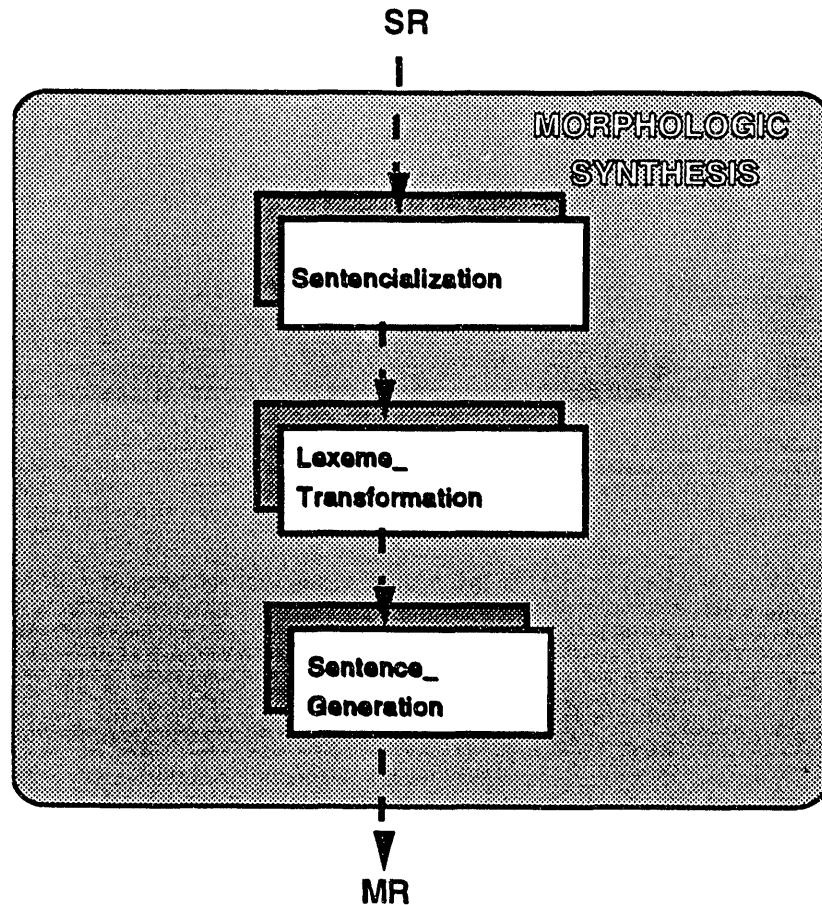 SR
MORPHOLOGIC
SYNTHESIS
Sentencialization
Lexeme_
Transformation
Sentence_
Generation
MR